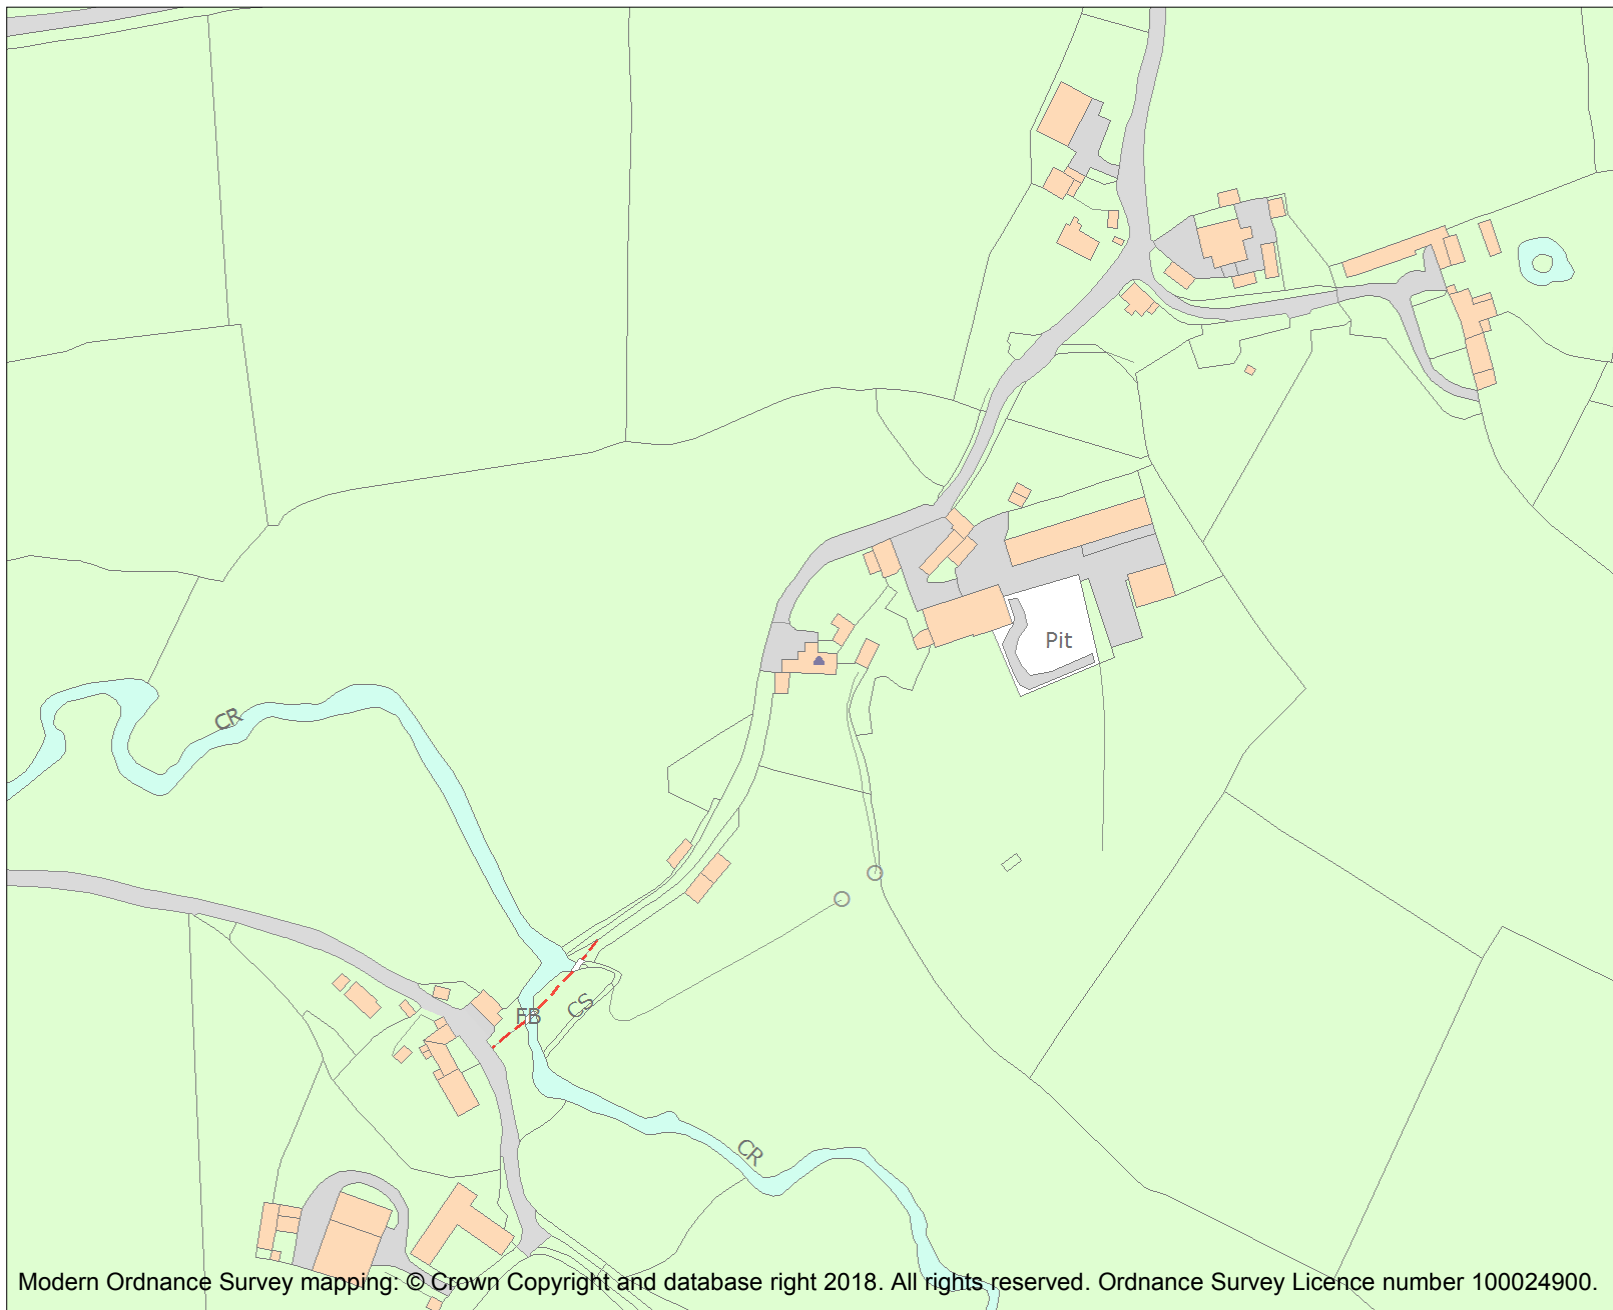 Pit
CR
CS
FB
CR
Modern Ordnance Survey mapping: © Crown Copyright and database right 2018. All rights reserved. Ordnance Survey Licence number 100024900.